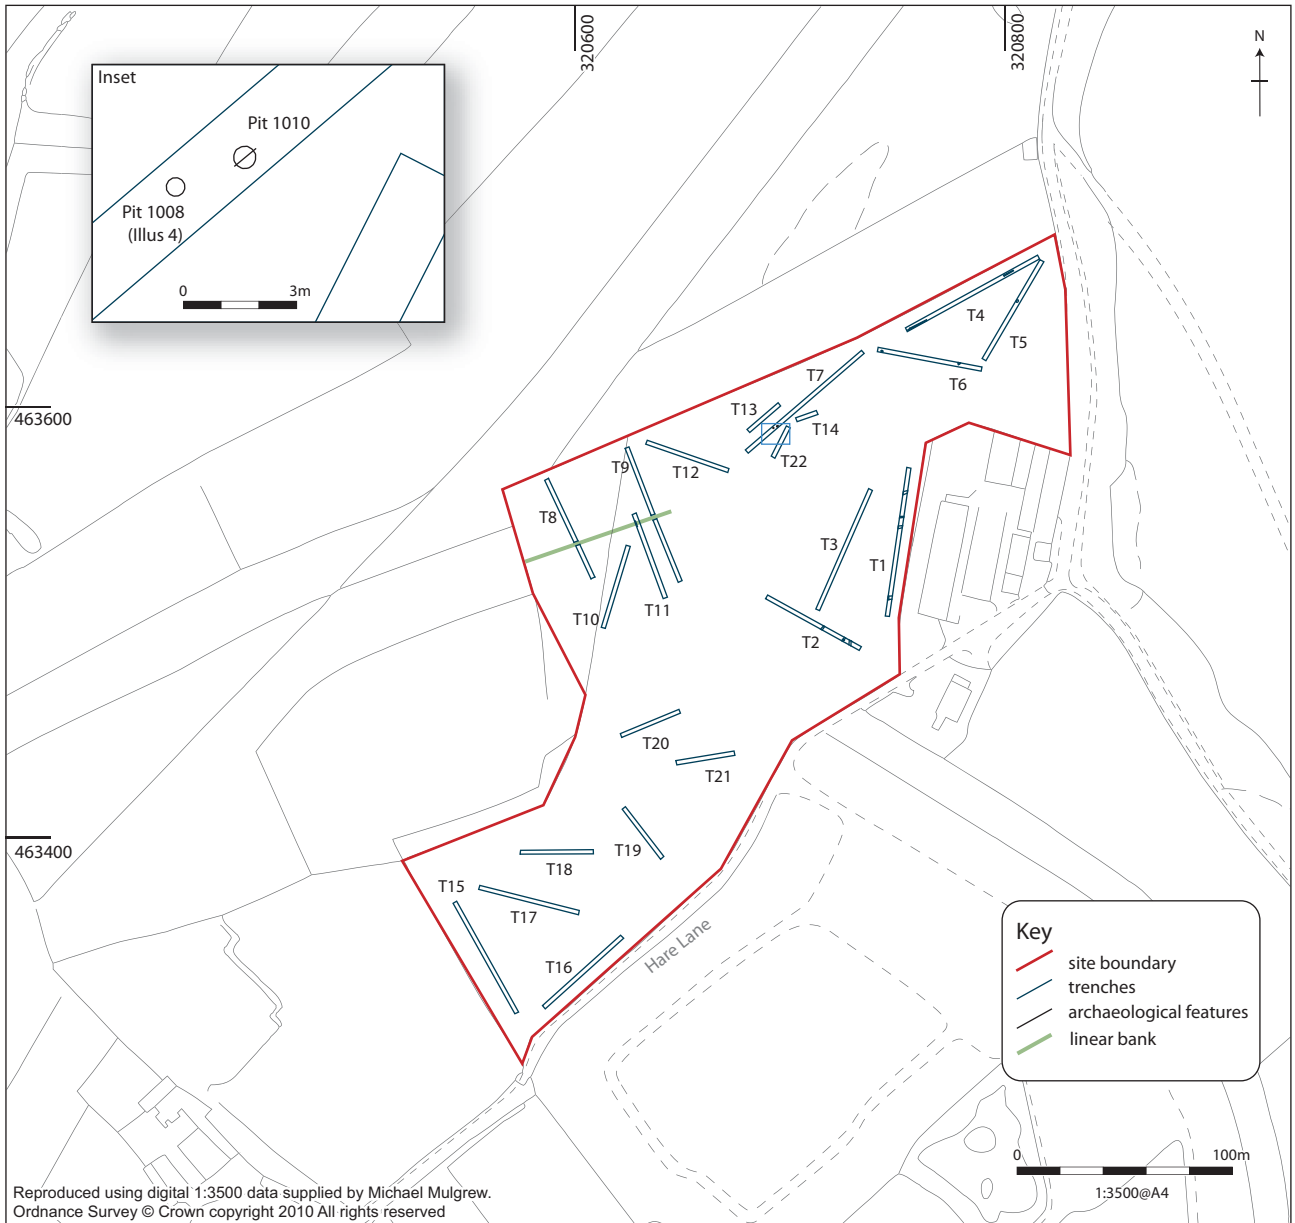 320600
320800
N
Inset
Pit 1010
Pit 1008
(Illus 4)
0 3m
463600
T4
T5
T6
T7
T13
T14
T22
T9
T12
T8
T3
T1
T10
T11
T2
T20
T21
463400
T19
T18
T15
T17
T16
Hare Lane
Key
site boundary
trenches
archaeological features
linear bank
0 100m
1:3500@A4
Reproduced using digital 1:3500 data supplied by Michael Mulgrew.
Ordnance Survey © Crown copyright 2010 All rights reserved